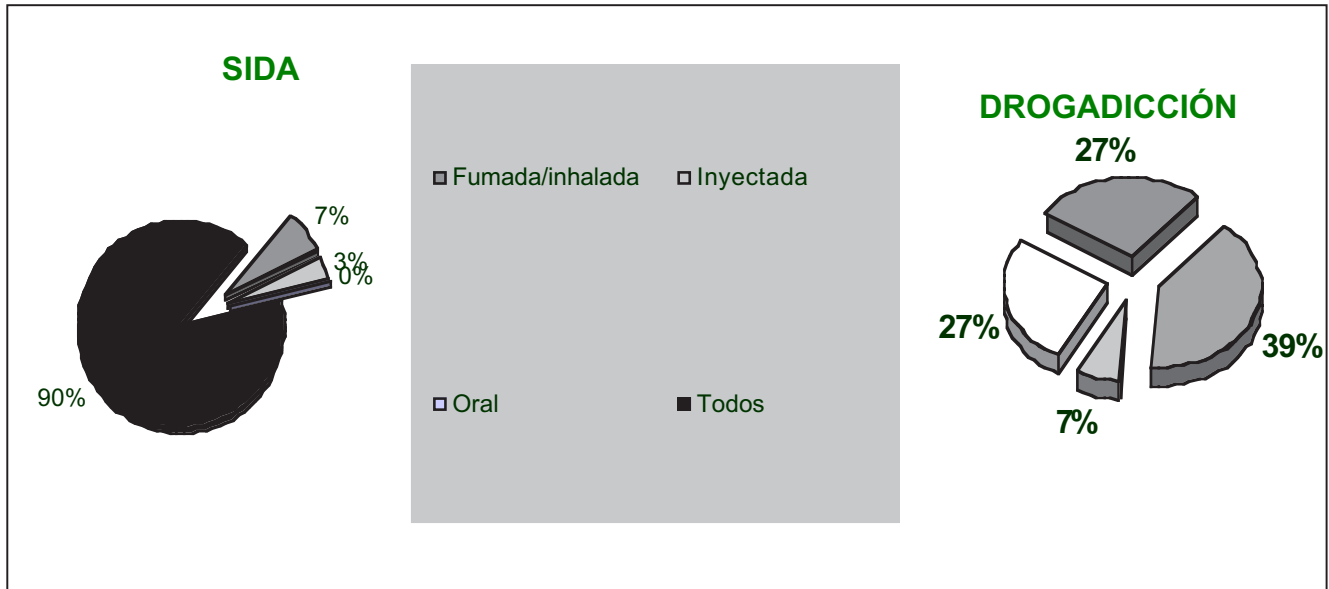 SIDA
7%
3%
0%
90%
Fumada/inhalada Inyectada
Oral Todos
DROGADICCIÓN
27%
39%
27%
7%